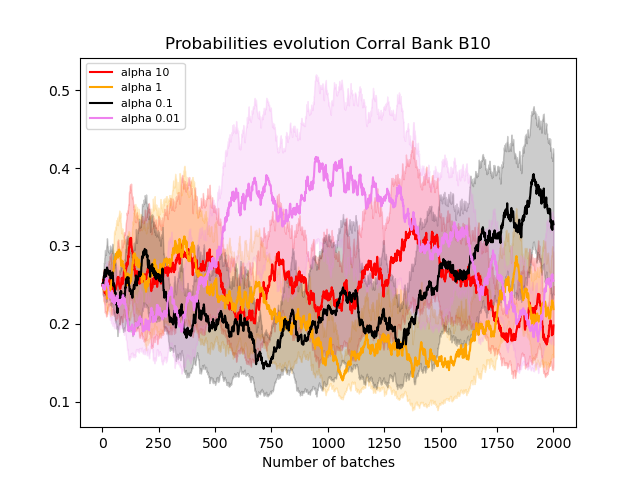 Probabilities evolution Corral Bank B10
alpha 10
alpha 1
alpha 0.1
alpha 0.01
0.5
0.4
0.3
0.2
0.1
0 250 500 750 1000 1250 1500 1750 2000
Number of batches